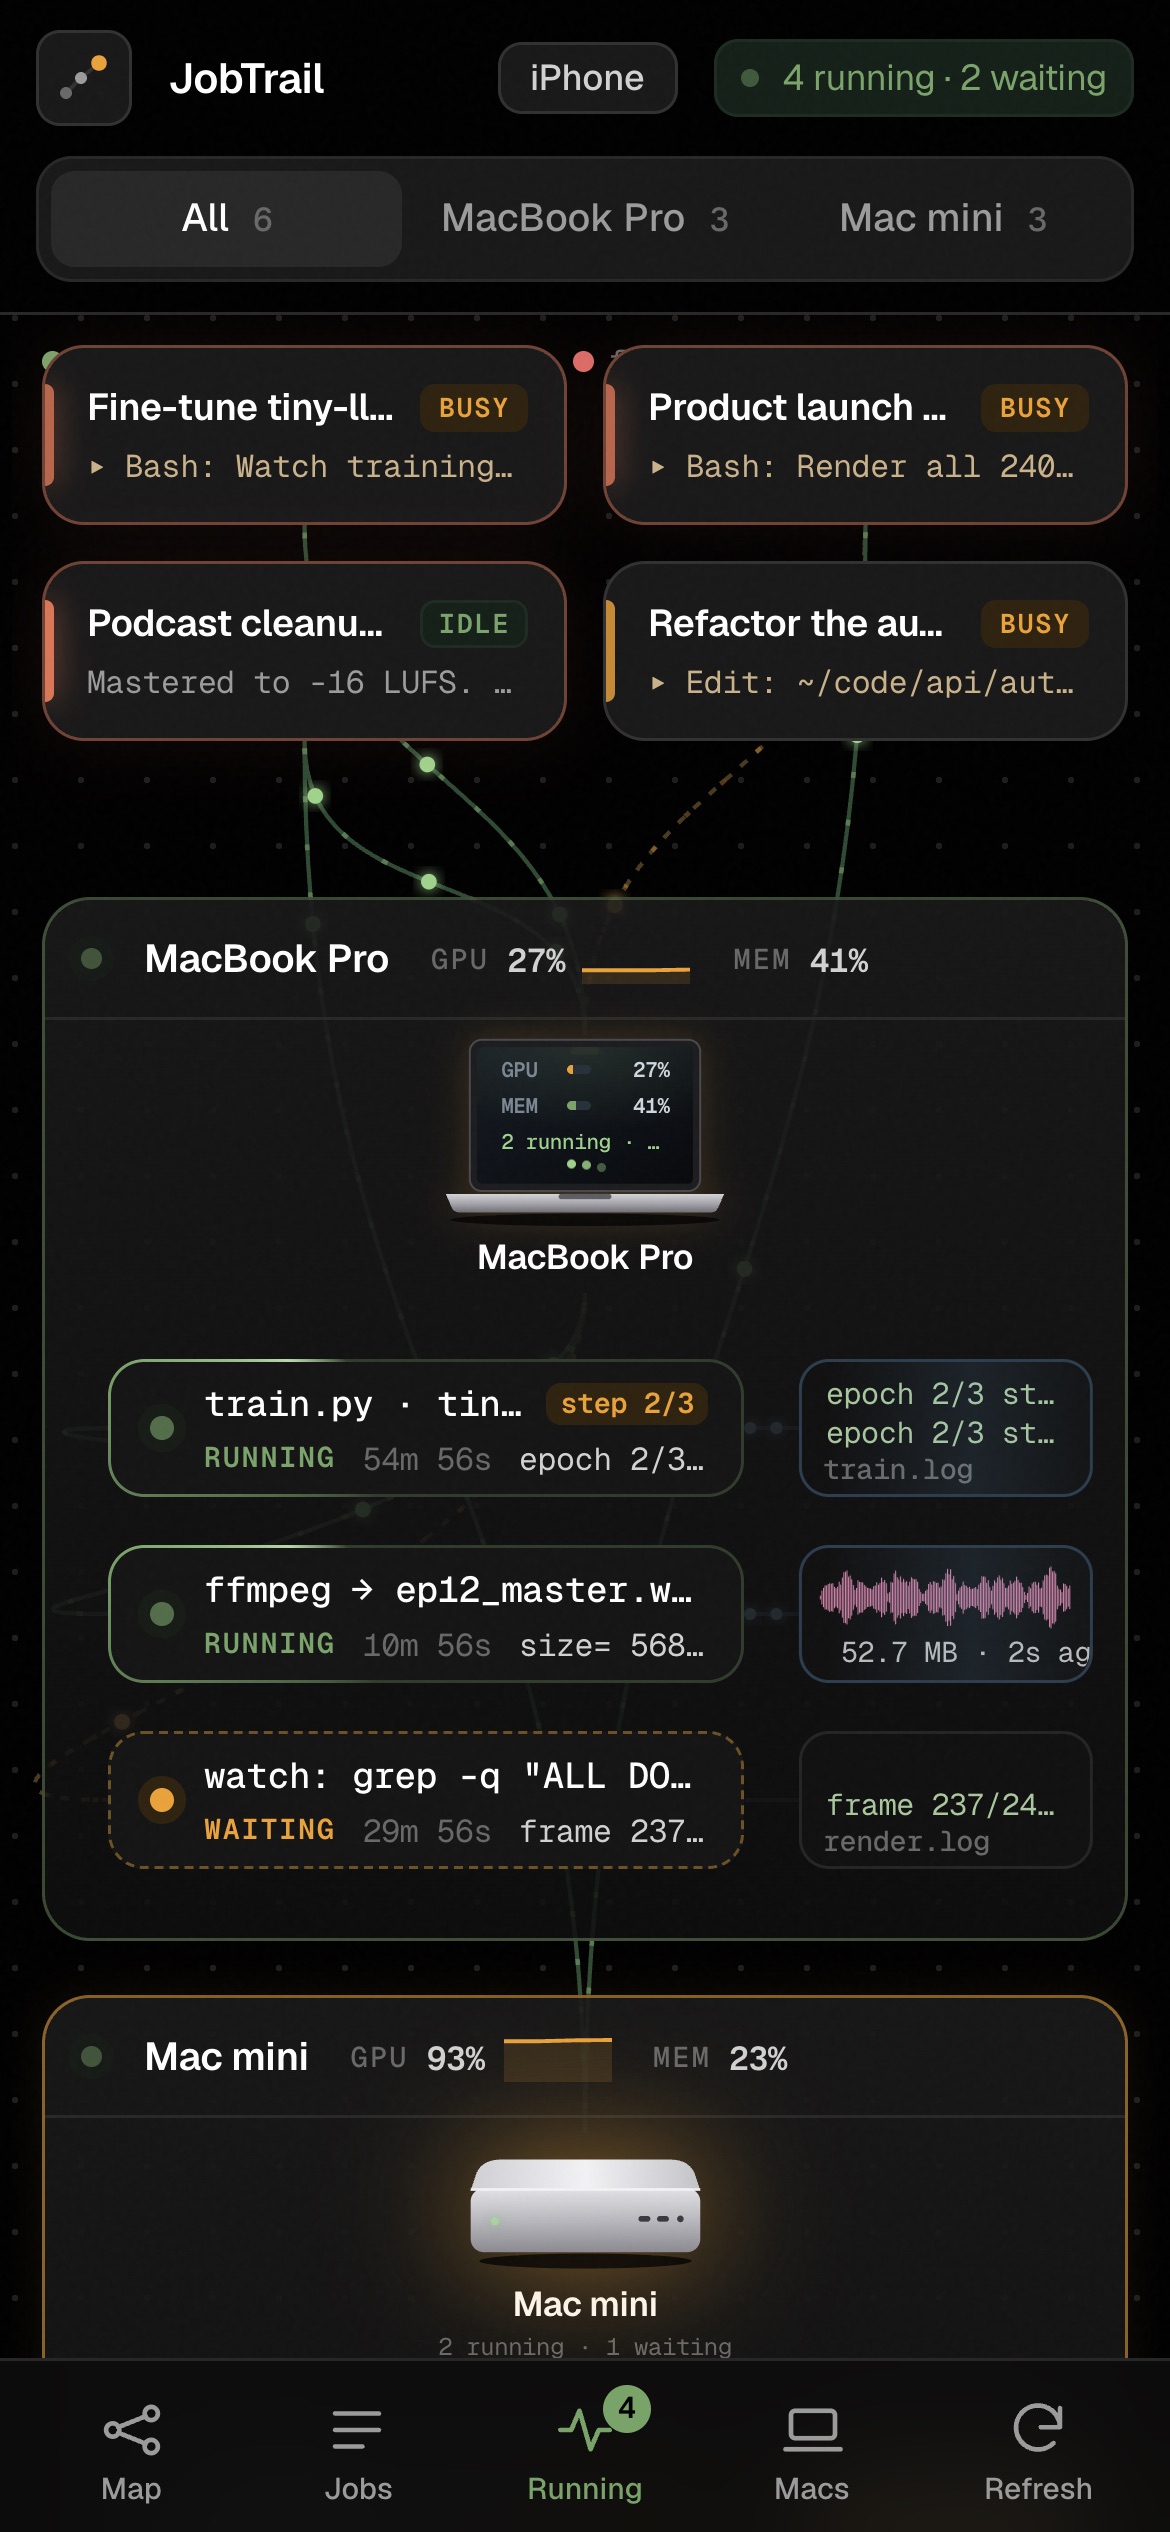 JobTrail
iPhone
4 running · 2 waiting
All 6
MacBook Pro 3
Mac mini 3
Fine-tune tiny-ll… BUSY
▸ Bash: Watch training…
Product launch … BUSY
▸ Bash: Render all 240…
Podcast cleanu… IDLE
Mastered to -16 LUFS. …
Refactor the au… BUSY
▸ Edit: ~/code/api/aut…
MacBook Pro GPU 27% MEM 41%
GPU 27%
MEM 41%
2 running · …
MacBook Pro
train.py · tin… step 2/3
RUNNING 54m 56s epoch 2/3…
epoch 2/3 st…
epoch 2/3 st…
train.log
ffmpeg → ep12_master.w…
RUNNING 10m 56s size= 568…
52.7 MB · 2s ag
watch: grep -q "ALL DO…
WAITING 29m 56s frame 237…
frame 237/24…
render.log
Mac mini GPU 93% MEM 23%
Mac mini
2 running · 1 waiting
4
Map
Jobs
Running
Macs
Refresh